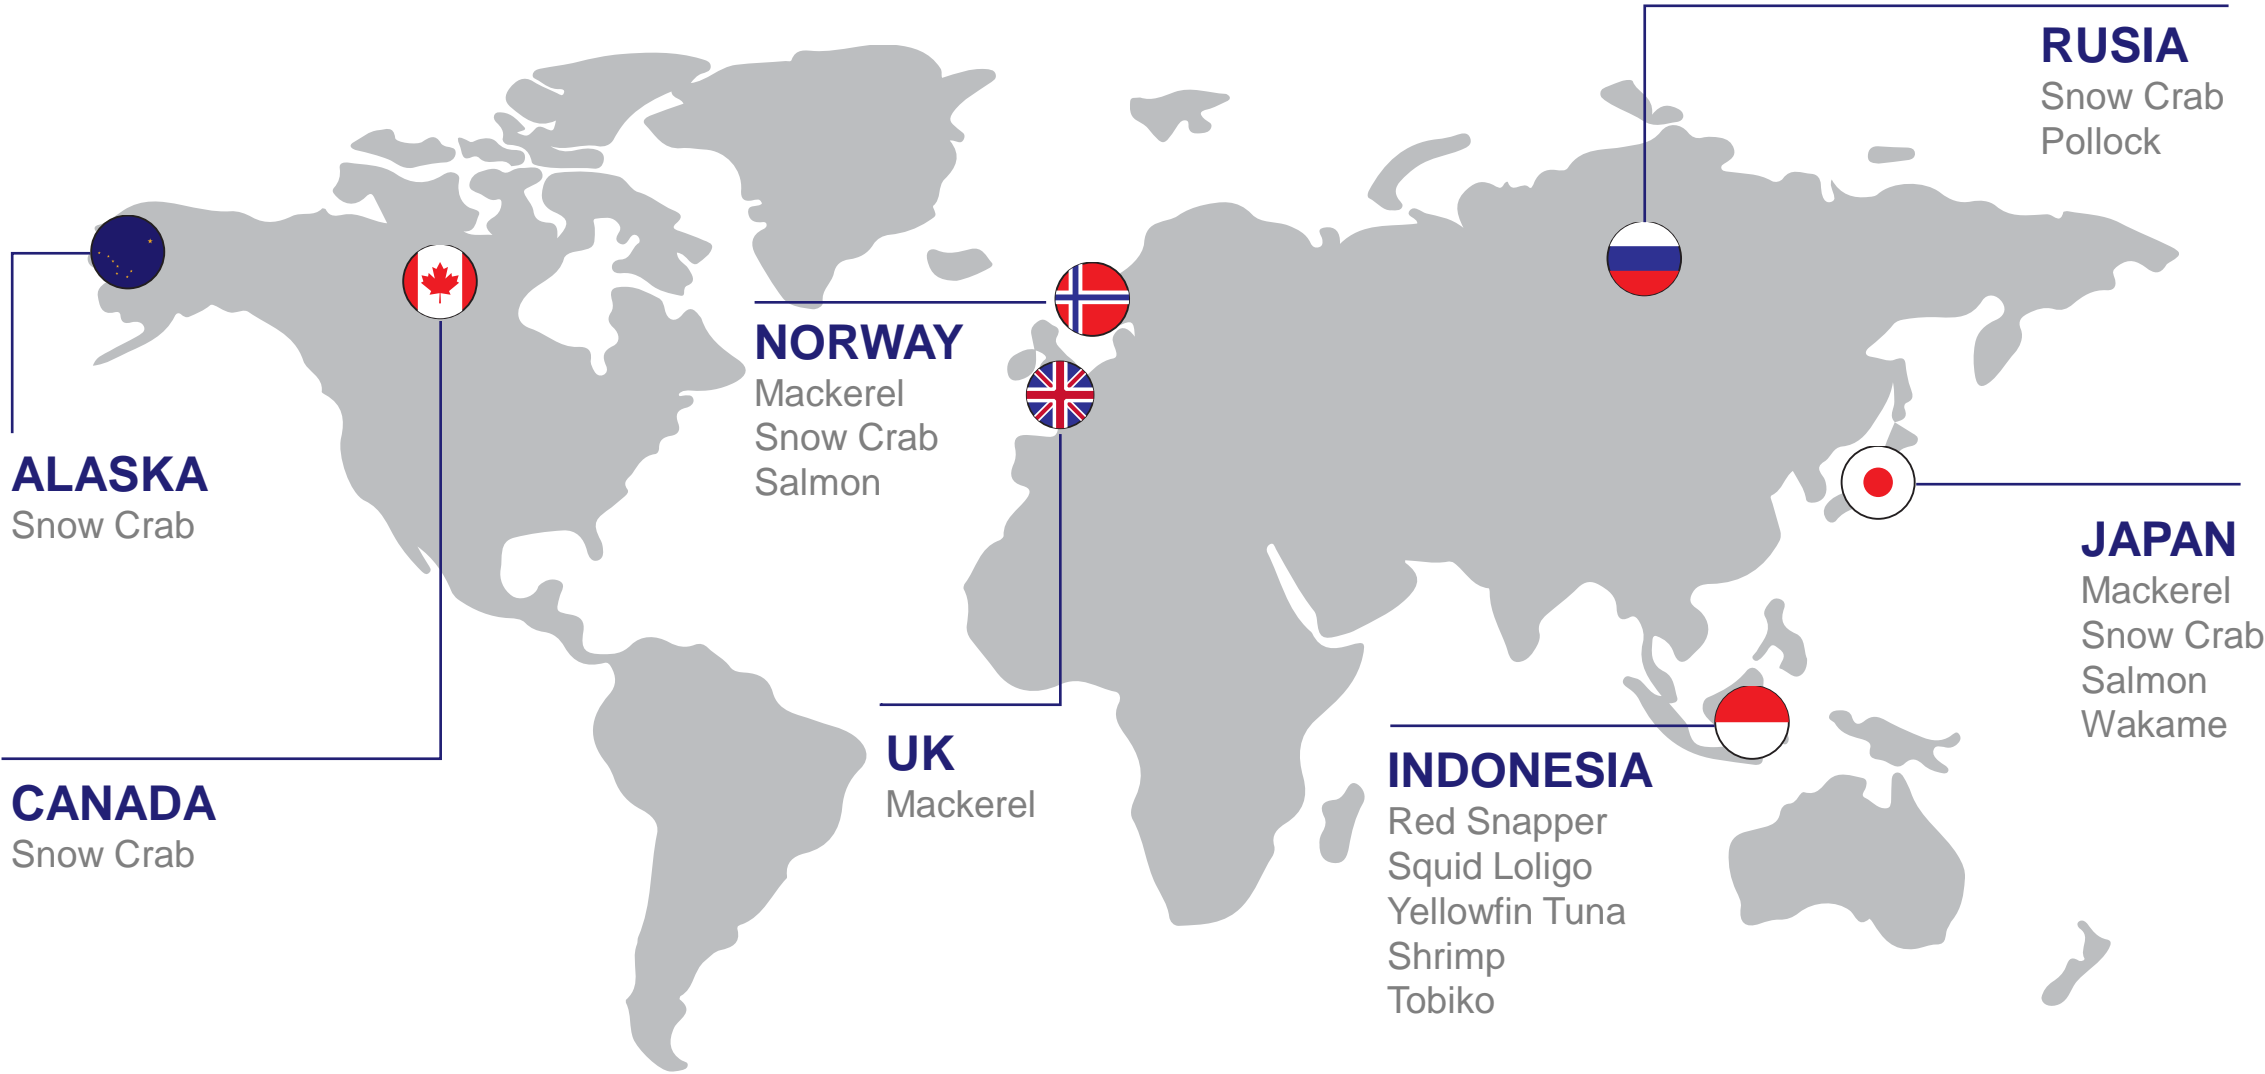 RUSIA
Snow Crab
Pollock
NORWAY
Mackerel
Snow Crab
Salmon
ALASKA
Snow Crab
JAPAN
Mackerel
Snow Crab
Salmon
Wakame
UK
Mackerel
INDONESIA
Red Snapper
Squid Loligo
Yellowfin Tuna
Shrimp
Tobiko
CANADA
Snow Crab